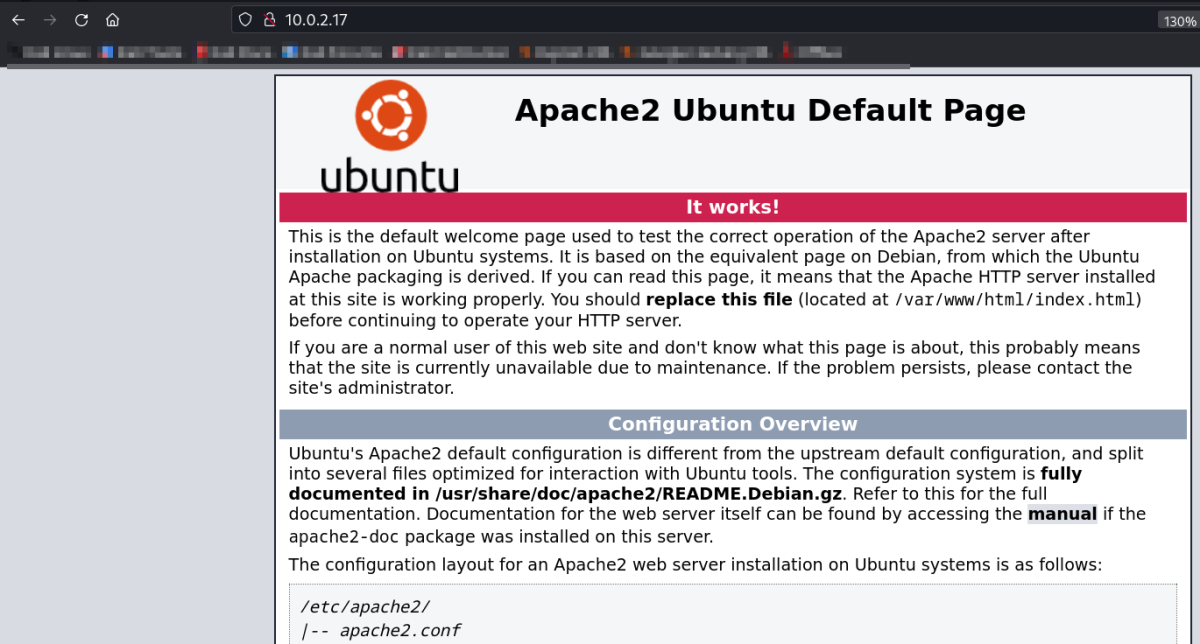 10.0.2.17
130%
Apache2 Ubuntu Default Page
ubuntu
It works!
This is the default welcome page used to test the correct operation of the Apache2 server after
installation on Ubuntu systems. It is based on the equivalent page on Debian, from which the Ubuntu
Apache packaging is derived. If you can read this page, it means that the Apache HTTP server installed
at this site is working properly. You should replace this file (located at /var/www/html/index.html)
before continuing to operate your HTTP server.
If you are a normal user of this web site and don't know what this page is about, this probably means
that the site is currently unavailable due to maintenance. If the problem persists, please contact the
site's administrator.
Configuration Overview
Ubuntu's Apache2 default configuration is different from the upstream default configuration, and split
into several files optimized for interaction with Ubuntu tools. The configuration system is fully
documented in /usr/share/doc/apache2/README.Debian.gz. Refer to this for the full
documentation. Documentation for the web server itself can be found by accessing the manual if the
apache2-doc package was installed on this server.
The configuration layout for an Apache2 web server installation on Ubuntu systems is as follows:
/etc/apache2/
|-- apache2.conf